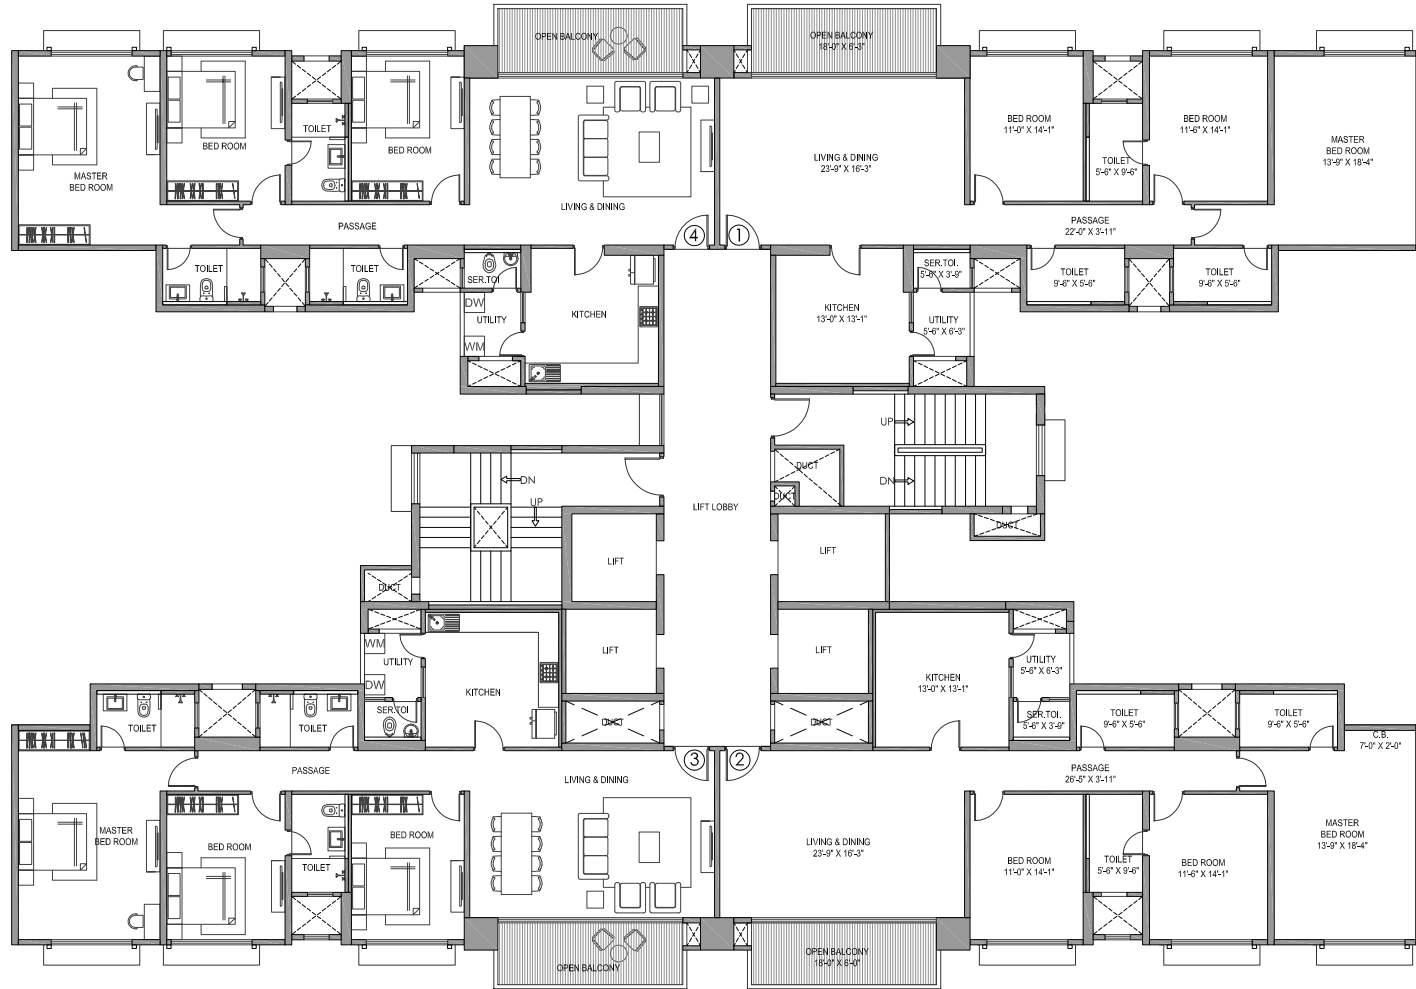 OPEN BALCONY
OPEN BALCONY
18'-0" X 6'-3"
MASTER
BED ROOM
BED ROOM
TOILET
BED ROOM
LIVING & DINING
PASSAGE
LIVING & DINING
23'-9" X 16'-3"
BED ROOM
11'-0" X 14'-1"
TOILET
5'-6" X 9'-6"
BED ROOM
11'-6" X 14'-1"
MASTER
BED ROOM
13'-9" X 18'-4"
PASSAGE
22'-0" X 3'-11"
4
1
TOILET
TOILET
SER.TOI
DW
UTILITY
WM
KITCHEN
KITCHEN
13'-0" X 13'-1"
SER.TOI.
5'-6" X 3'-9"
UTILITY
5'-6" X 6'-3"
TOILET
9'-6" X 5'-6"
TOILET
9'-6" X 5'-6"
UP
DN
DUCT
DUCT
DUCT
DN
UP
LIFT LOBBY
LIFT
LIFT
DUCT
LIFT
LIFT
WM
UTILITY
DW
SER.TOI
KITCHEN
DUCT
DUCT
KITCHEN
13'-0" X 13'-1"
UTILITY
5'-6" X 6'-3"
SER.TOI.
5'-6" X 3'-9"
TOILET
9'-6" X 5'-6"
TOILET
9'-6" X 5'-6"
C.B.
7'-0" X 2'-0"
TOILET
TOILET
3
2
PASSAGE
LIVING & DINING
PASSAGE
26'-5" X 3'-11"
MASTER
BED ROOM
BED ROOM
TOILET
BED ROOM
LIVING & DINING
23'-9" X 16'-3"
BED ROOM
11'-0" X 14'-1"
TOILET
5'-6" X 9'-6"
BED ROOM
11'-6" X 14'-1"
MASTER
BED ROOM
13'-9" X 18'-4"
OPEN BALCONY
OPEN BALCONY
18'-0" X 6'-0"